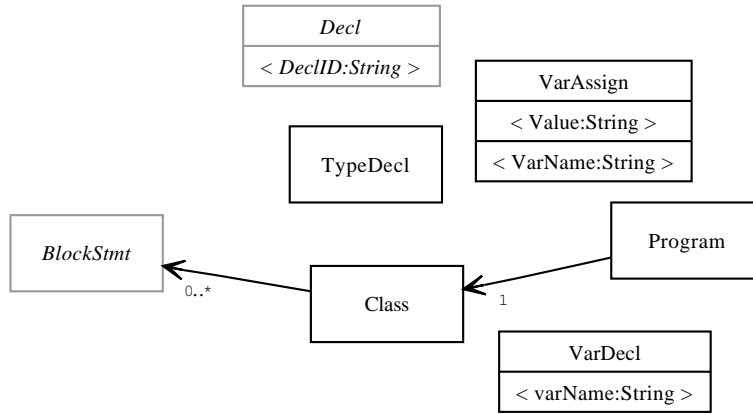 Decl
< DeclID:String >
VarAssign
< Value:String >
< VarName:String >
TypeDecl
BlockStmt
Program
0..*
Class
1
VarDecl
< varName:String >